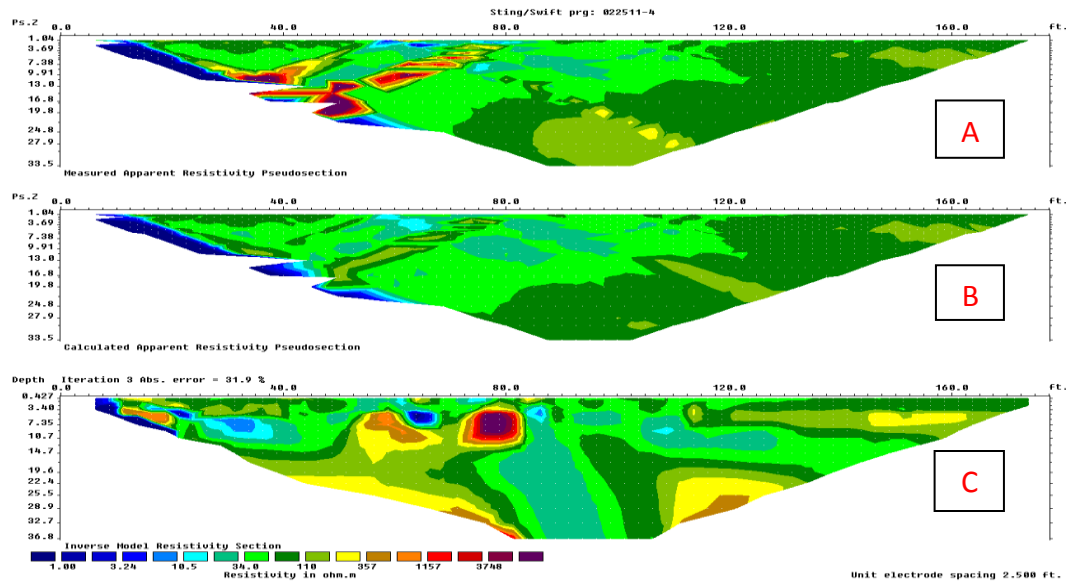 Sting/Swift prg: 022511-4
Ps.Z 0.0 40.0 80.0 120.0 160.0 ft.
1.04
3.69
7.38
9.91
13.0
16.8
19.8
24.8
27.9
33.5
A
Measured Apparent Resistivity Pseudosection
Ps.Z 0.0 40.0 80.0 120.0 160.0 ft.
1.04
3.69
7.38
9.91
13.0
16.8
19.8
24.8
27.9
33.5
B
Calculated Apparent Resistivity Pseudosection
Depth Iteration 3 Abs. error = 31.9 %
0.0 40.0 80.0 120.0 160.0 ft.
0.427
3.40
7.35
10.7
14.7
19.6
22.4
25.5
28.9
32.7
36.8
C
Inverse Model Resistivity Section
1.00 3.24 10.5 34.0 110 357 1157 3748
Resistivity in ohm.m
Unit electrode spacing 2.500 ft.